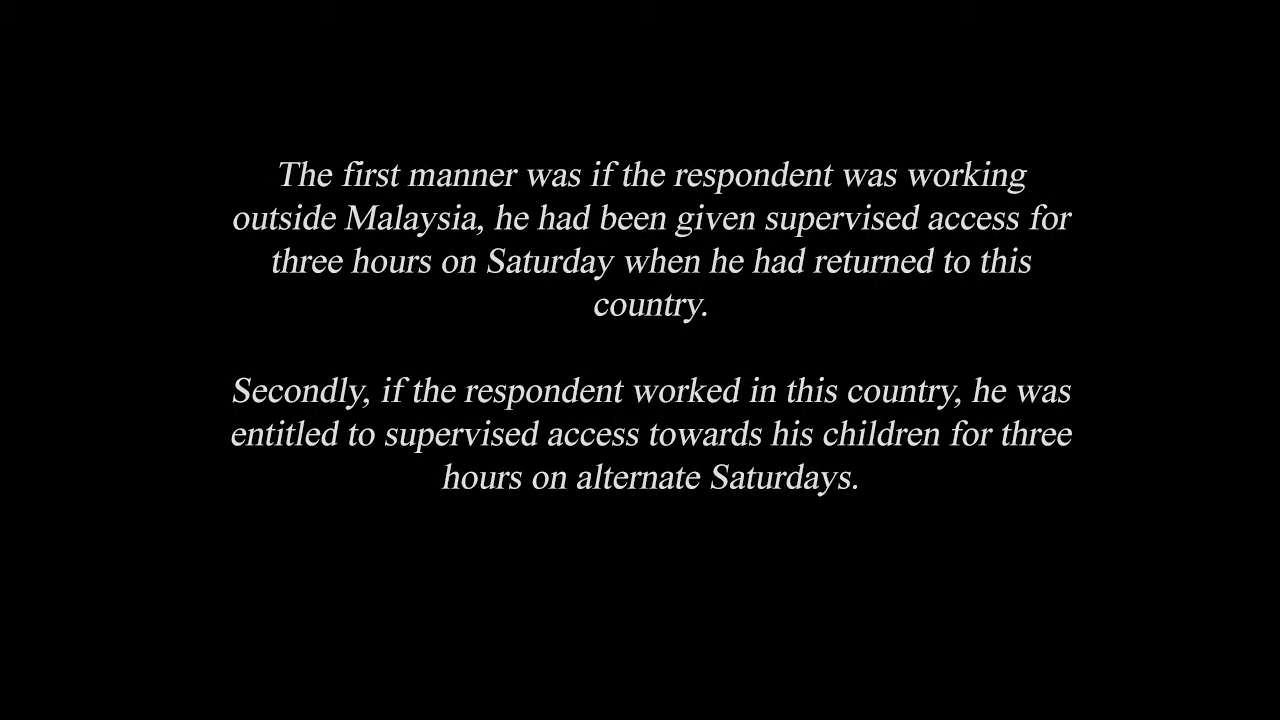 The first manner was if the respondent was working
outside Malaysia, he had been given supervised access for
three hours on Saturday when he had returned to this
country.
Secondly, if the respondent worked in this country, he was
entitled to supervised access towards his children for three
hours on alternate Saturdays.